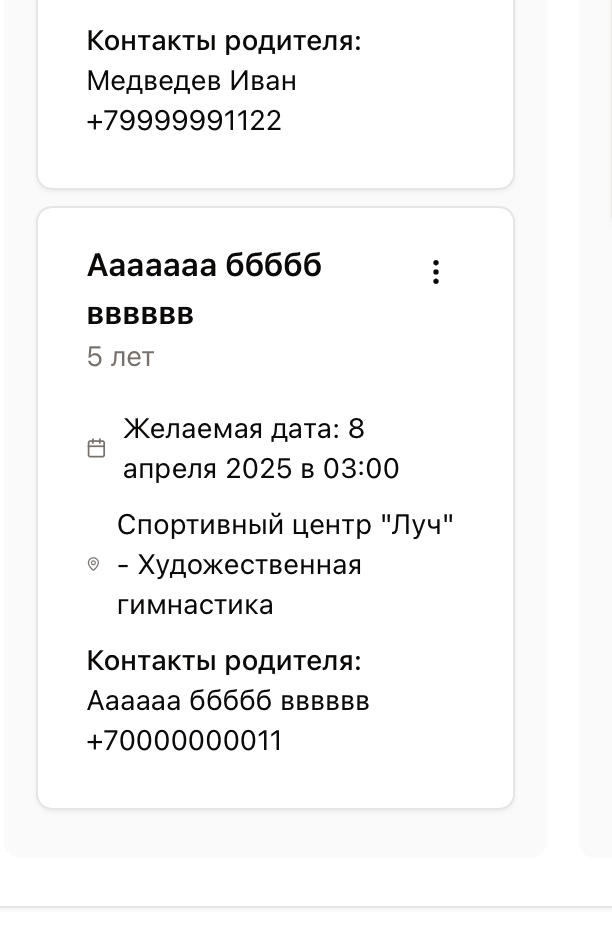 Контакты родителя:
Медведев Иван
+79999991122
Ааааааа ббббб
вввввв
5 лет
Желаемая дата: 8
апреля 2025 в 03:00
Спортивный центр "Луч"
- Художественная
гимнастика
Контакты родителя:
Аааааа ббббб вввввв
+70000000011